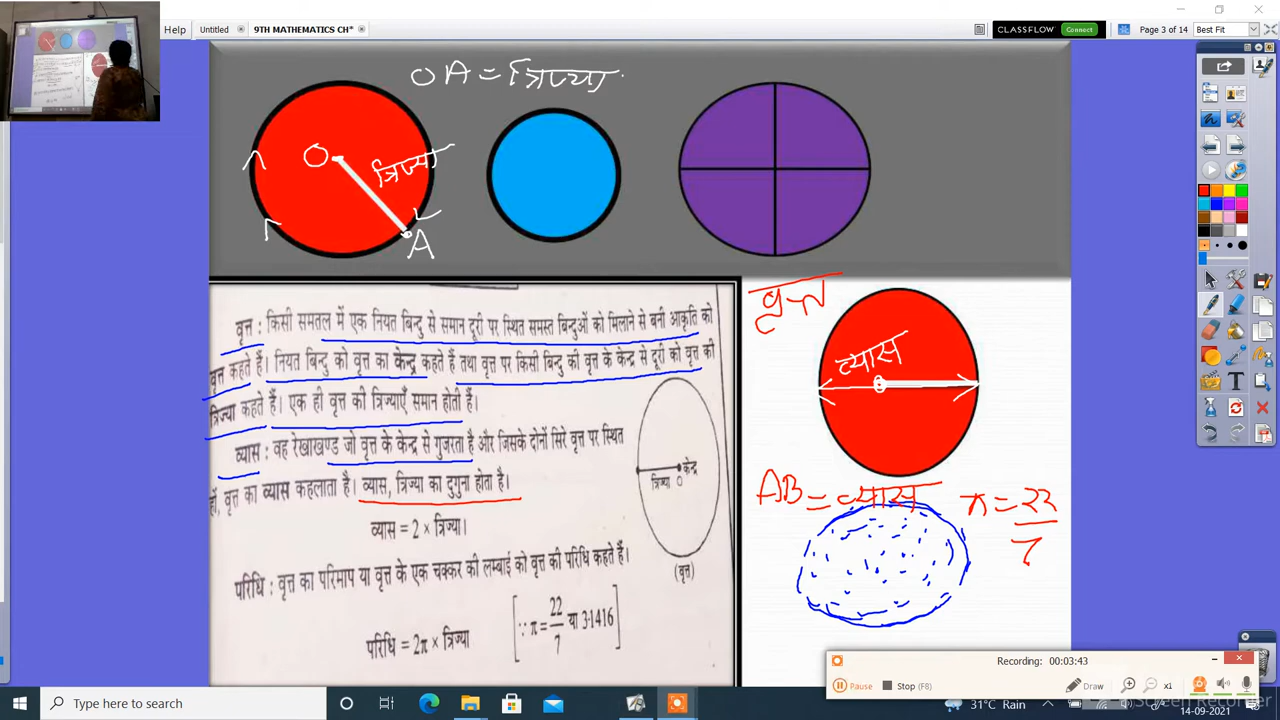 Help
Untitled
9TH MATHEMATICS CH*
CLASSFLOW
Connect
Page 3 of 14
Best Fit
OA = त्रिज्या
O
त्रिज्या
A
वृत्त : किसी समतल में एक नियत बिन्दु से समान दूरी पर स्थित समस्त बिन्दुओं को मिलाने से बनी आकृति को
वृत्त कहते हैं। नियत बिन्दु को वृत्त का केन्द्र कहते हैं तथा वृत्त पर किसी बिन्दु की वृत्त के केन्द्र से दूरी को वृत्त की
त्रिज्या कहते हैं। एक ही वृत्त की त्रिज्याएँ समान होती हैं।
व्यास : वह रेखाखण्ड जो वृत्त के केन्द्र से गुजरता है और जिसके दोनों सिरे वृत्त पर स्थित
हों, वृत्त का व्यास कहलाता है। व्यास, त्रिज्या का दुगुना होता है।
व्यास = 2 × त्रिज्या।
परिधि : वृत्त का परिमाप या वृत्त के एक चक्कर की लम्बाई को वृत्त की परिधि कहते हैं।
परिधि = 2π × त्रिज्या
[∵ π = 22/7 या 3·1416]
केन्द्र
त्रिज्या O
(वृत्त)
वृत्त
व्यास
AB = व्यास
π = 22/7
Recording: 00:03:43
Pause
Stop (F8)
x1
Draw
Screen Recorder
Type here to search
31°C Rain
14-09-2021